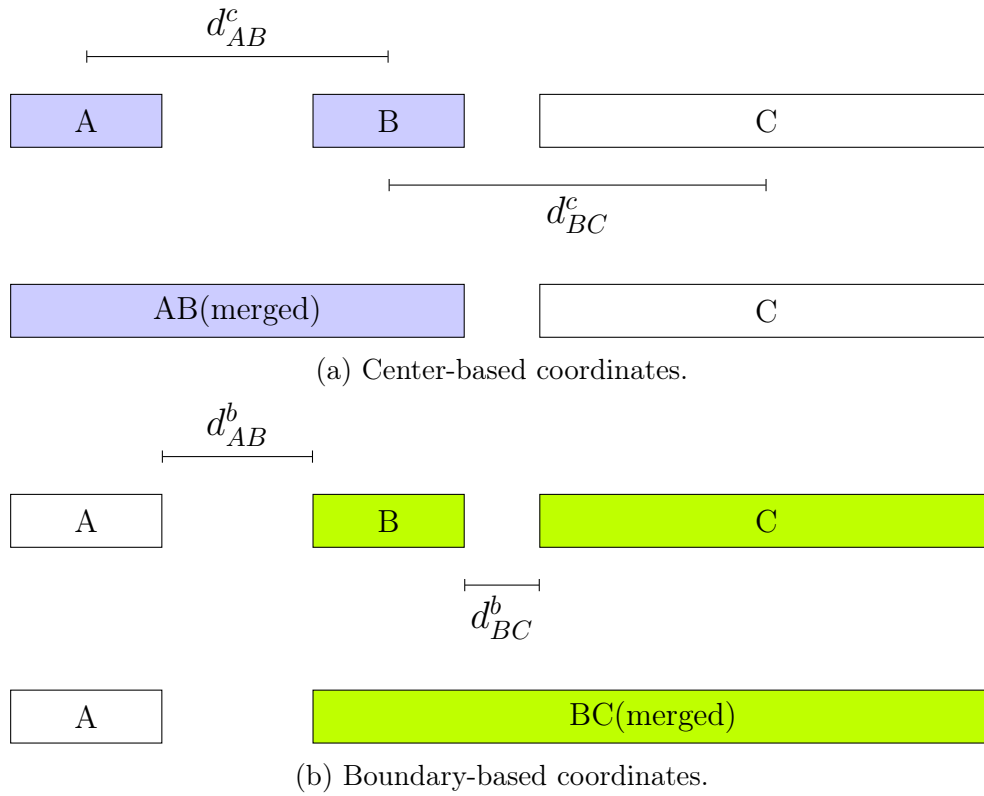 d^c_{AB}
A B C
d^c_{BC}
AB(merged) C
(a) Center-based coordinates.
d^b_{AB}
A B C
d^b_{BC}
A BC(merged)
(b) Boundary-based coordinates.